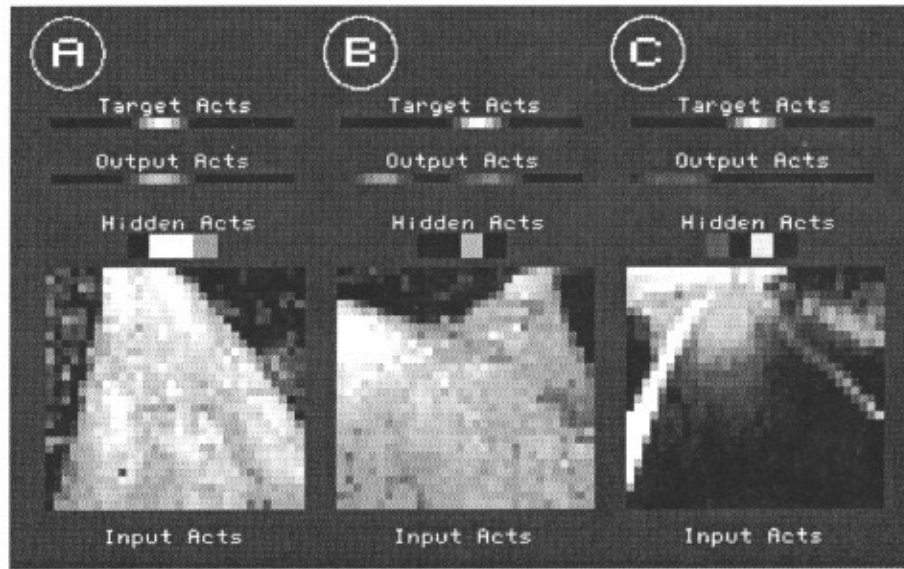 A B C
Target Acts Target Acts Target Acts
Output Acts Output Acts Output Acts
Hidden Acts Hidden Acts Hidden Acts
Input Acts Input Acts Input Acts